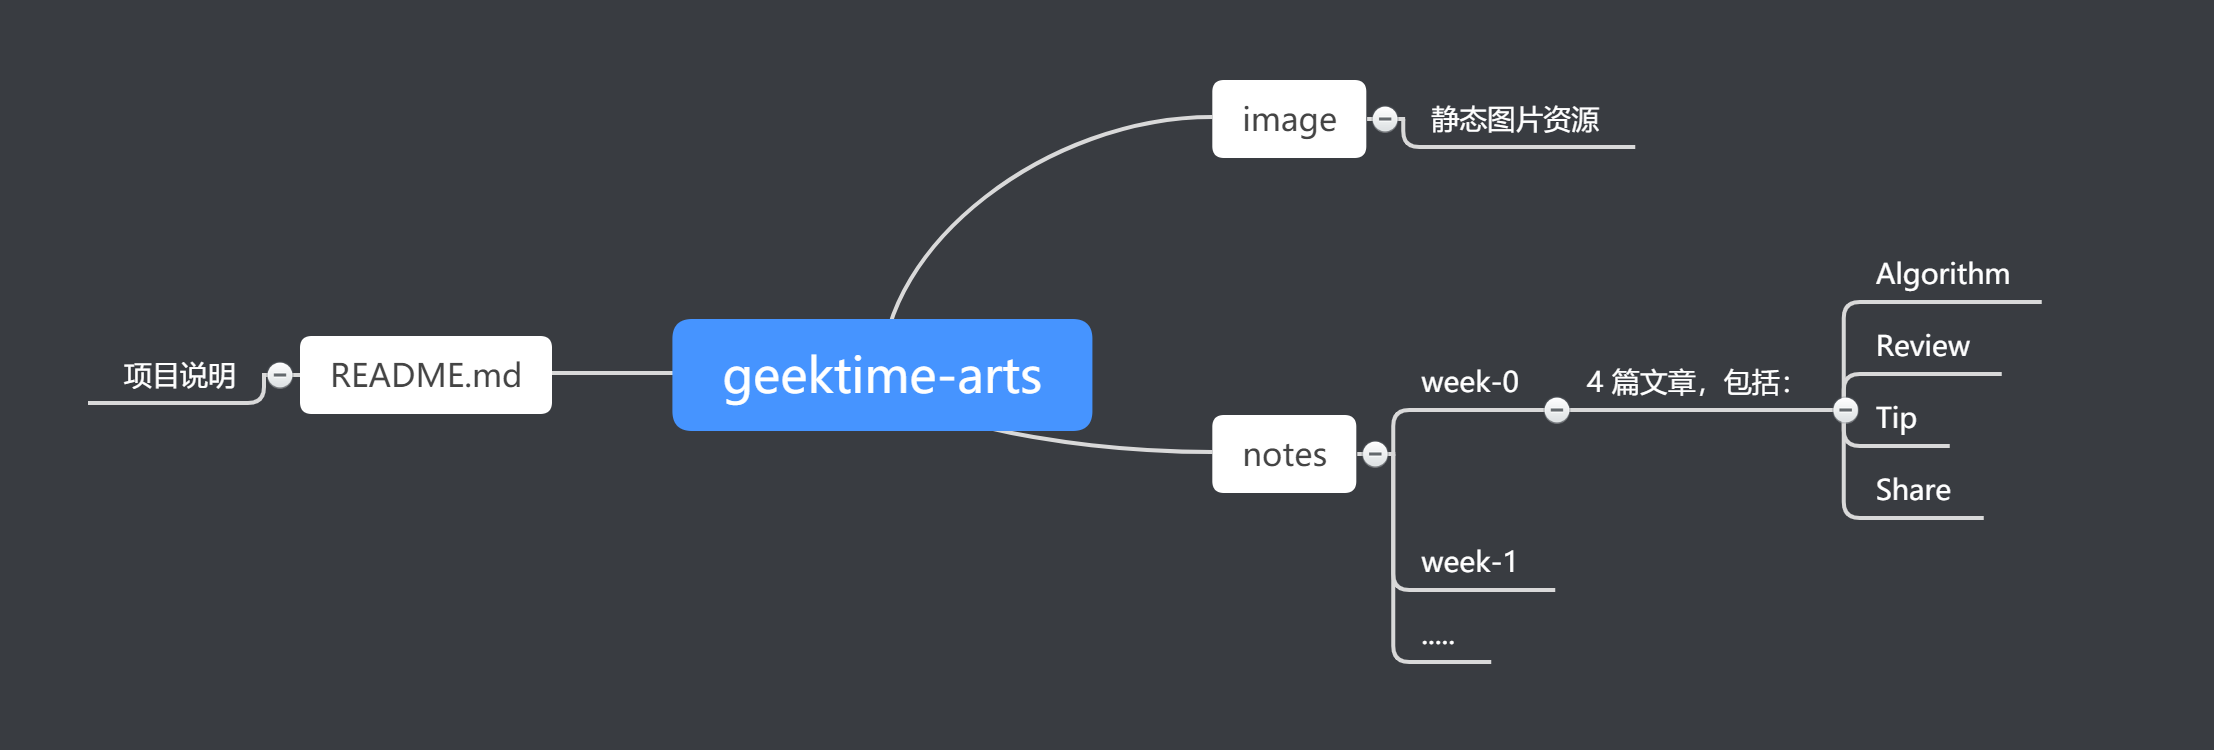 image
静态图片资源
Algorithm
Review
项目说明
README.md
geektime-arts
week-0
4 篇文章，包括：
Tip
notes
Share
week-1
.....